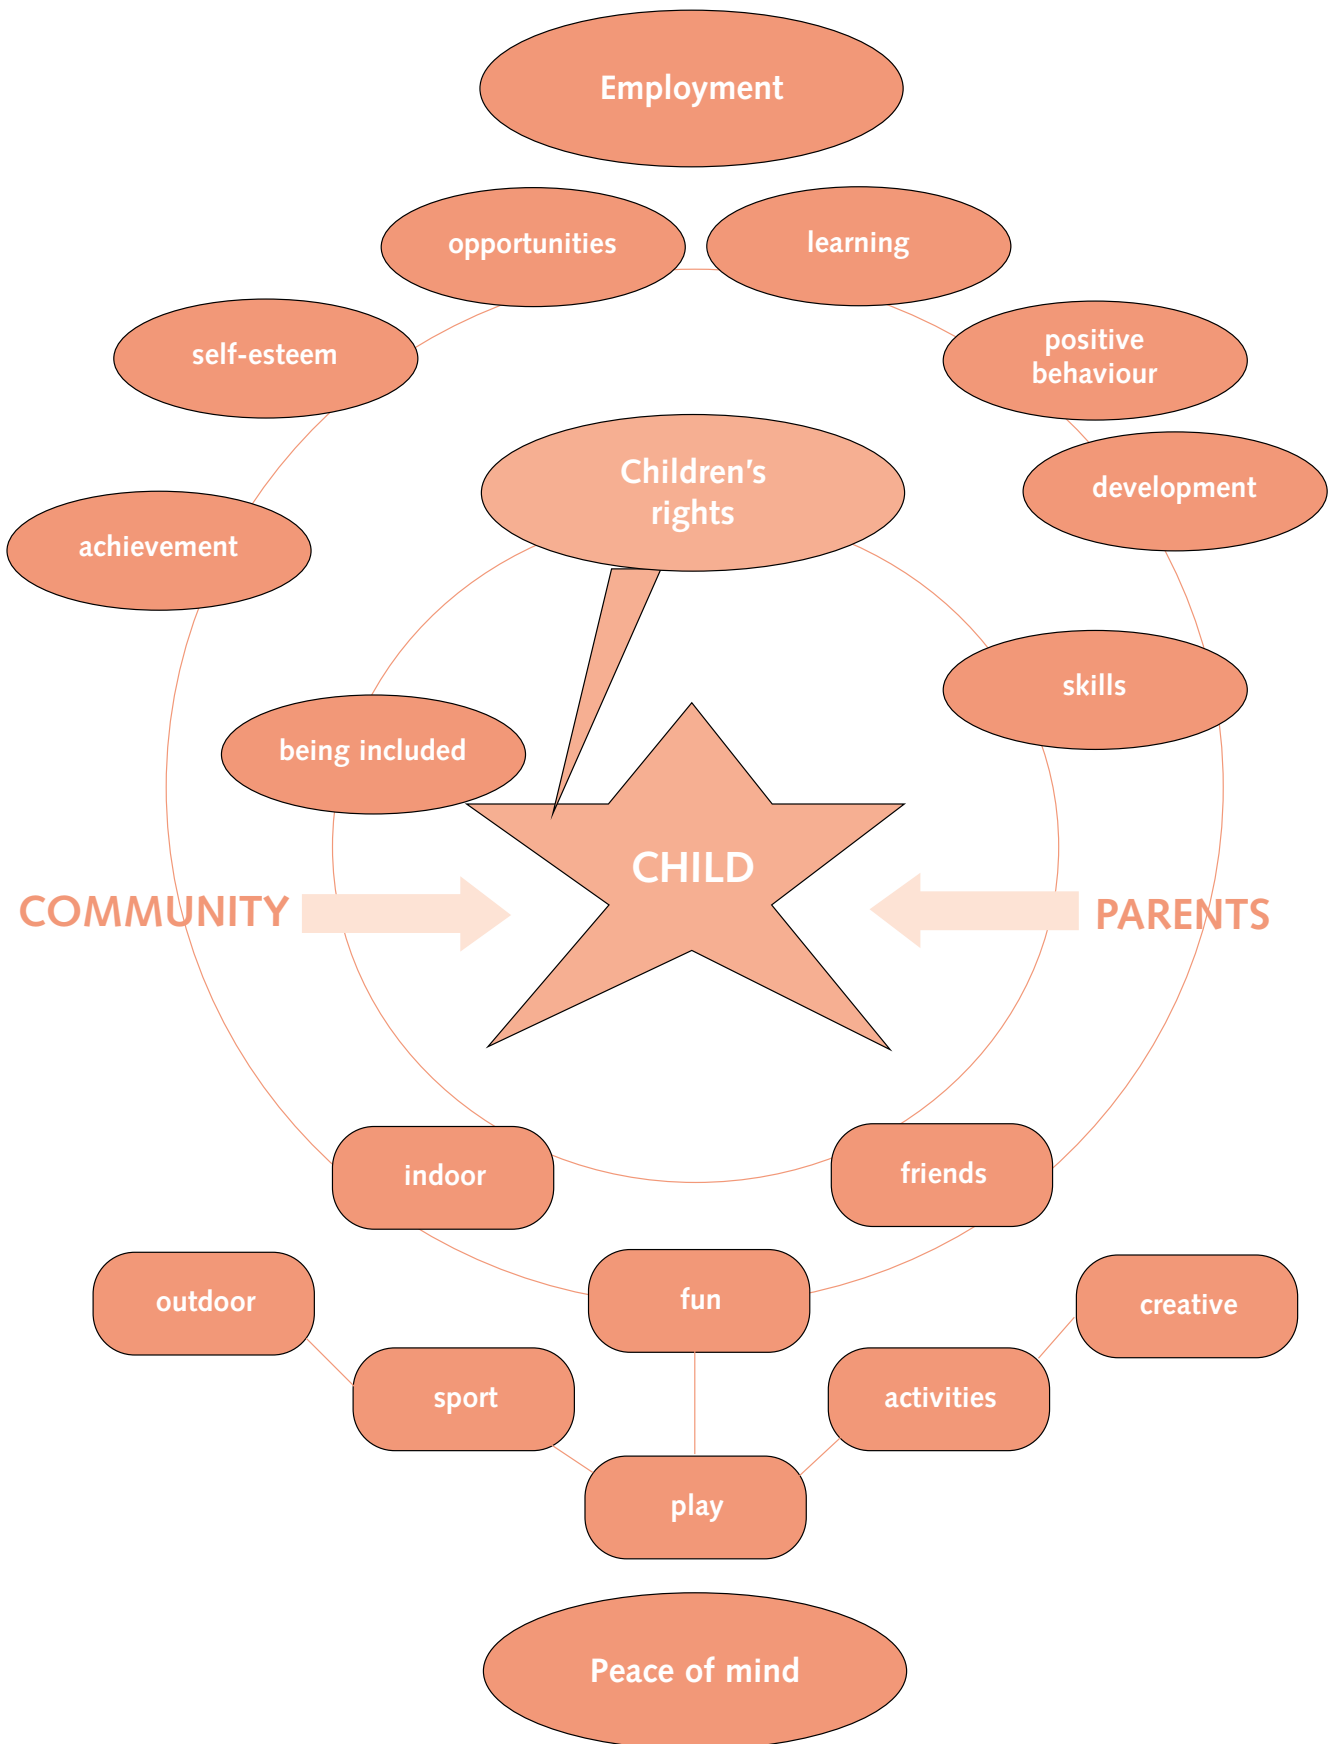 Employment
opportunities
learning
self-esteem
positive
behaviour
Children's
rights
development
achievement
skills
being included
CHILD
COMMUNITY
PARENTS
indoor
friends
outdoor
fun
creative
sport
activities
play
Peace of mind